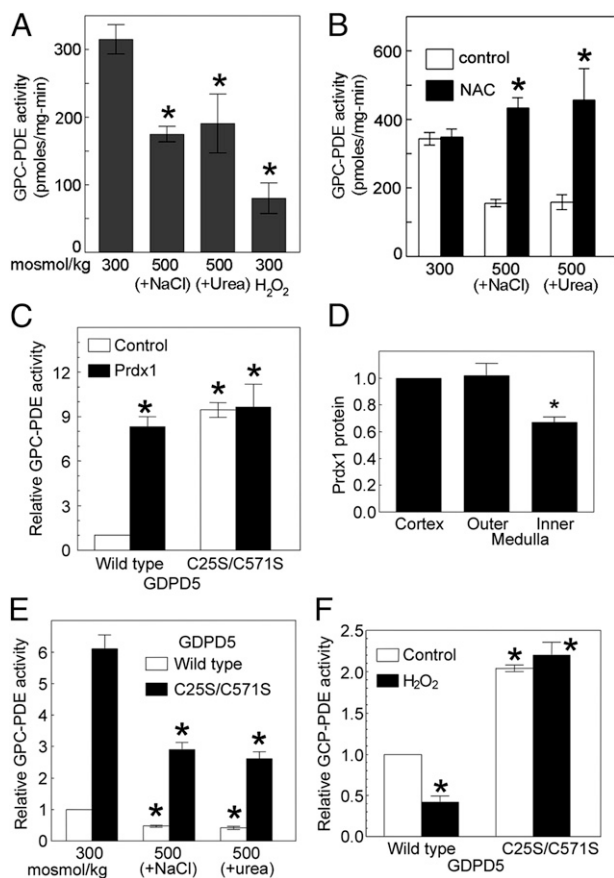 A
GPC-PDE activity
(pmoles/mg-min)
300
200
100
0
*
*
*
mosmol/kg 300 500 500 300
(+NaCl) (+Urea) H2O2
B
control
NAC
GPC-PDE activity
(pmoles/mg-min)
600
400
200
0
*
*
300 500 500
(+NaCl) (+Urea)
C
Control
Prdx1
Relative GPC-PDE activity
12
9
6
3
0
*
*
*
Wild type C25S/C571S
GDPD5
D
Prdx1 protein
1.0
0.8
0.6
0.4
0.2
0.0
*
Cortex Outer Inner
Medulla
E
GDPD5
Wild type
C25S/C571S
Relative GPC-PDE activity
6
4
2
1
0
*
*
*
*
300 500 500
mosmol/kg (+NaCl) (+urea)
F
Control
H2O2
Relative GCP-PDE activity
2.5
2.0
1.5
1.0
0.5
0.0
*
*
*
Wild type C25S/C571S
GDPD5